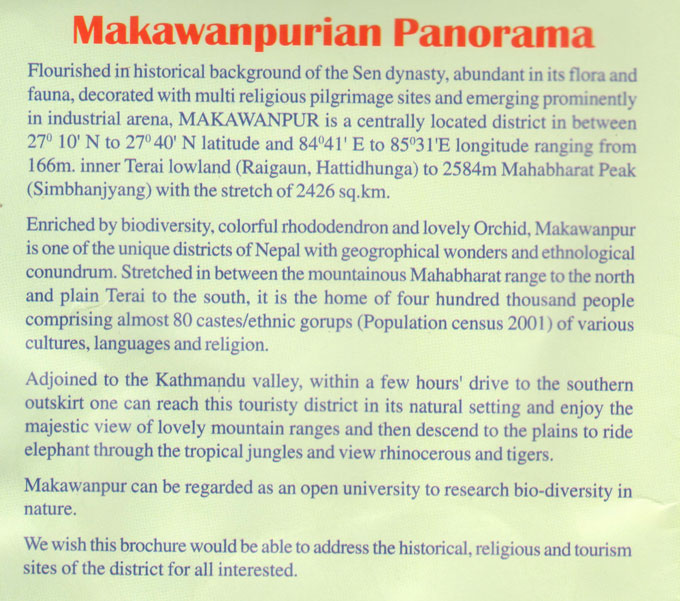 Makawanpurian Panorama
Flourished in historical background of the Sen dynasty, abundant in its flora and
fauna, decorated with multi religious pilgrimage sites and emerging prominently
in industrial arena, MAKAWANPUR is a centrally located district in between
27⁰ 10' N to 27⁰ 40' N latitude and 84⁰41' E to 85⁰31'E longitude ranging from
166m. inner Terai lowland (Raigaun, Hattidhunga) to 2584m Mahabharat Peak
(Simbhanjyang) with the stretch of 2426 sq.km.
Enriched by biodiversity, colorful rhododendron and lovely Orchid, Makawanpur
is one of the unique districts of Nepal with geogrophical wonders and ethnological
conundrum. Stretched in between the mountainous Mahabharat range to the north
and plain Terai to the south, it is the home of four hundred thousand people
comprising almost 80 castes/ethnic gorups (Population census 2001) of various
cultures, languages and religion.
Adjoined to the Kathmandu valley, within a few hours' drive to the southern
outskirt one can reach this touristy district in its natural setting and enjoy the
majestic view of lovely mountain ranges and then descend to the plains to ride
elephant through the tropical jungles and view rhinocerous and tigers.
Makawanpur can be regarded as an open university to research bio-diversity in
nature.
We wish this brochure would be able to address the historical, religious and tourism
sites of the district for all interested.